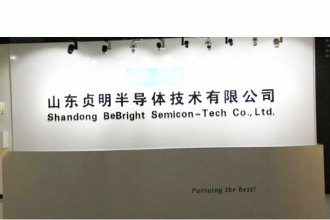 山东贞明半导体技术有限公司
Shandong BeBright Semicon-Tech Co.,Ltd.
Pursuing the best!